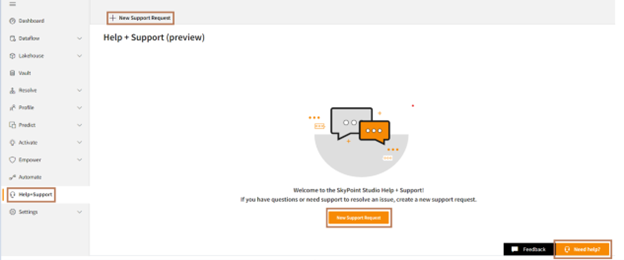 + New Support Request
Dashboard
Dataflow
Lakehouse
Vault
Resolve
Profile
Predict
Activate
Empower
Automate
Help+Support
Settings
Help + Support (preview)
Welcome to the SkyPoint Studio Help + Support!
If you have questions or need support to resolve an issue, create a new support request.
New Support Request
Feedback
Need help?